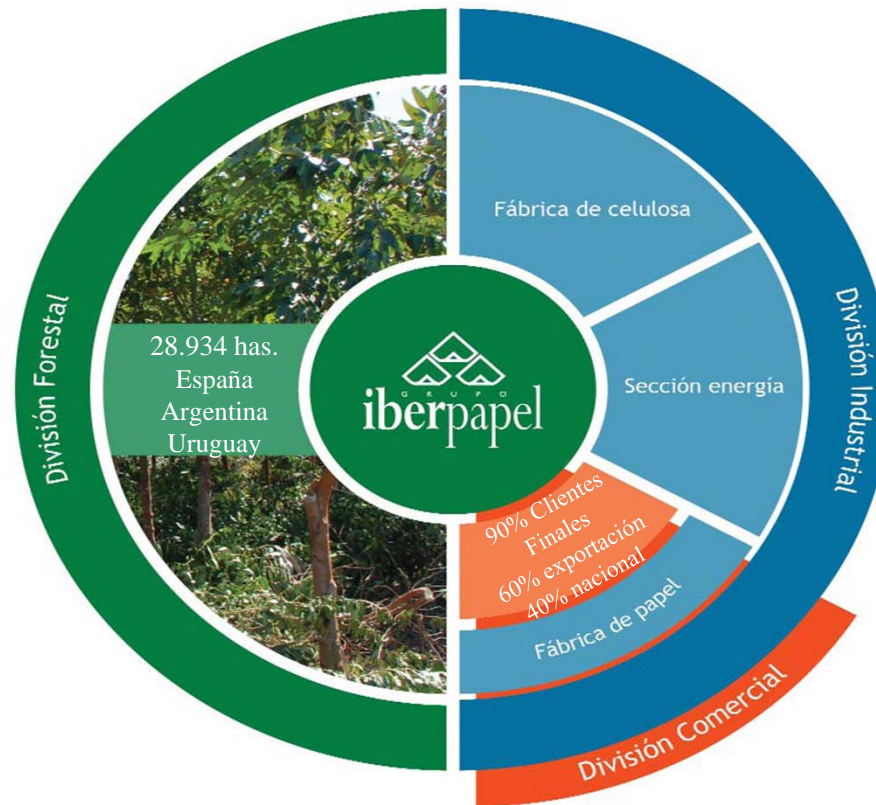 División Forestal
28.934 has.
España
Argentina
Uruguay
GRUPO
iberpapel
Fábrica de celulosa
Sección energía
90% Clientes
Finales
60% exportación
40% nacional
Fábrica de papel
División Industrial
División Comercial